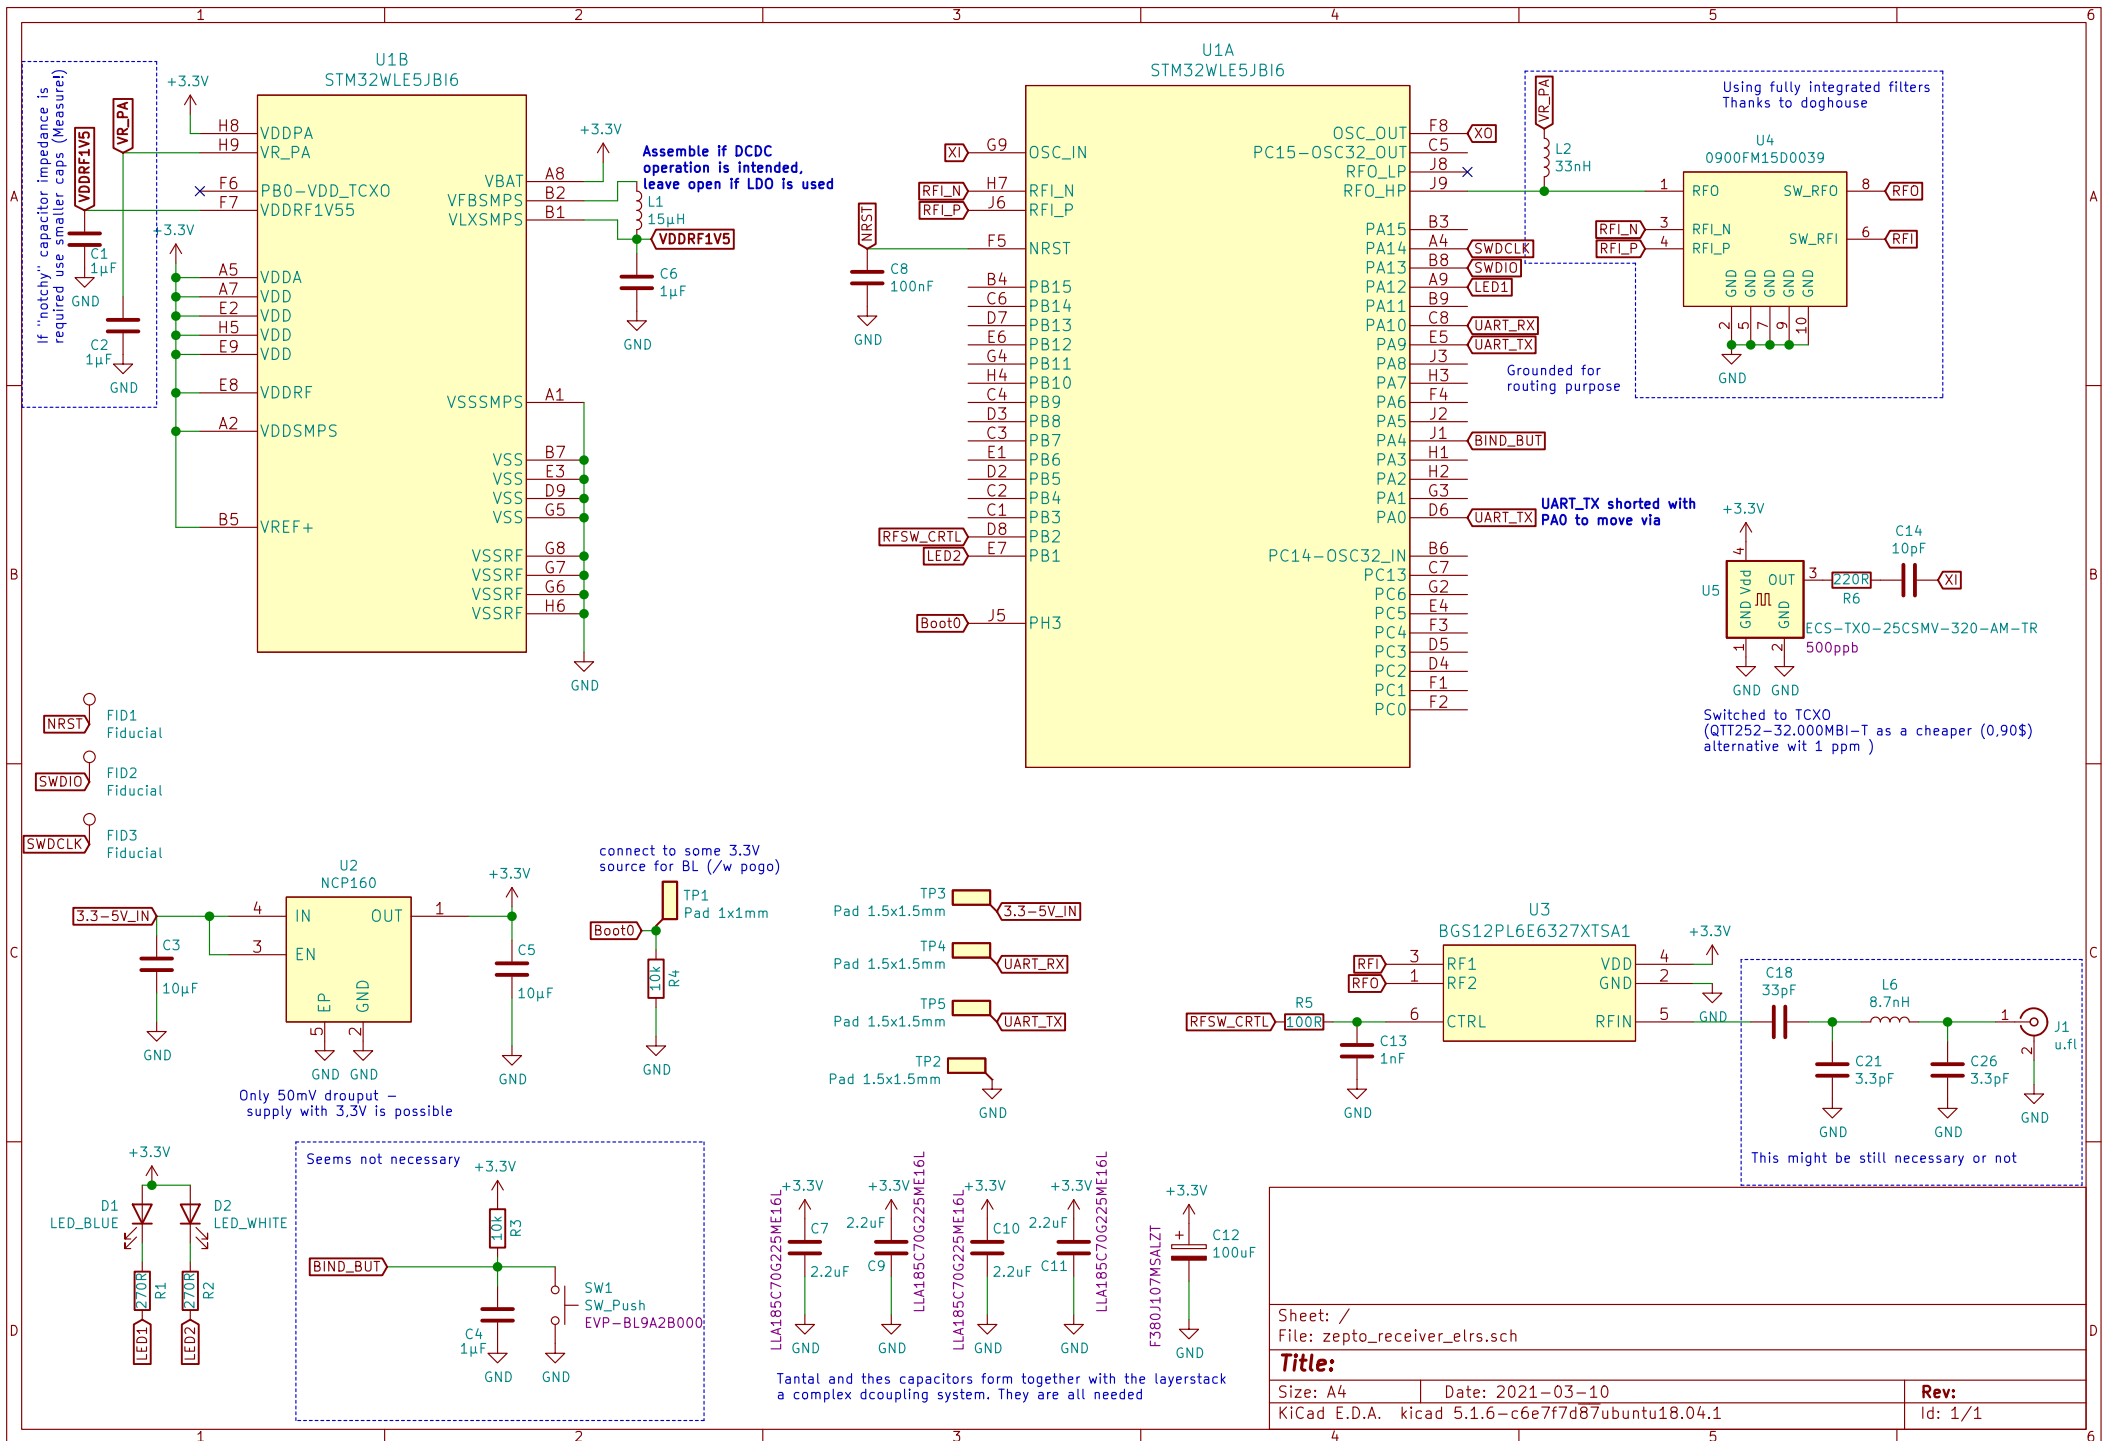 1 2 3 4 5 6
A
B
C
D
If "notchy" capacitor impedance is
required use smaller caps (Measure!)
VDDRF1V5
VR_PA
C1
1µF
GND
C2
1µF
GND
+3.3V
+3.3V
U1B
STM32WLE5JBI6
H8 VDDPA
H9 VR_PA
F6 PB0-VDD_TCXO
F7 VDDRF1V55
A5 VDDA
A7 VDD
E2 VDD
H5 VDD
E9 VDD
E8 VDDRF
A2 VDDSMPS
B5 VREF+
VBAT A8
VFBSMPS B2
VLXSMPS B1
VSSSMPS A1
VSS B7
VSS E3
VSS D9
VSS G5
VSSRF G8
VSSRF G7
VSSRF G6
VSSRF H6
GND
+3.3V
Assemble if DCDC
operation is intended,
leave open if LDO is used
L1
15µH
VDDRF1V5
C6
1µF
GND
U1A
STM32WLE5JBI6
XI G9 OSC_IN
RFI_N H7 RFI_N
RFI_P J6 RFI_P
NRST F5 NRST
C8
100nF
GND
B4 PB15
C6 PB14
D7 PB13
E6 PB12
G4 PB11
H4 PB10
C4 PB9
D3 PB8
C3 PB7
E1 PB6
D2 PB5
C2 PB4
C1 PB3
RFSW_CRTL D8 PB2
LED2 E7 PB1
Boot0 J5 PH3
OSC_OUT F8 XO
PC15-OSC32_OUT C5
RFO_LP J8
RFO_HP J9
PA15 B3
PA14 A4 SWDCLK
PA13 B8 SWDIO
PA12 A9 LED1
PA11 B9
PA10 C8 UART_RX
PA9 E5 UART_TX
PA8 J3
PA7 H3
PA6 F4
PA5 J2
PA4 J1 BIND_BUT
PA3 H1
PA2 H2
PA1 G3
PA0 D6 UART_TX
PC14-OSC32_IN B6
PC13 C7
PC6 G2
PC5 E4
PC4 F3
PC3 D5
PC2 D4
PC1 F1
PC0 F2
Grounded for
routing purpose
UART_TX shorted with
PA0 to move via
VR_PA
L2
33nH
Using fully integrated filters
Thanks to doghouse
U4
0900FM15D0039
1 RFO
RFI_N 3 RFI_N
RFI_P 4 RFI_P
SW_RFO 8 RFO
SW_RFI 6 RFI
GND GND GND GND GND
2 5 7 9 10
GND
+3.3V
U5
4 Vdd
OUT 3
GND 1
GND 2
220R
R6
C14
10pF
XI
ECS-TXO-25CSMV-320-AM-TR
500ppb
GND GND
Switched to TCXO
(QTT252-32.000MBI-T as a cheaper (0,90$)
alternative wit 1 ppm )
NRST
FID1
Fiducial
SWDIO
FID2
Fiducial
SWDCLK
FID3
Fiducial
3.3-5V_IN
C3
10µF
GND
U2
NCP160
4 IN
3 EN
OUT 1
EP 5
GND 2
GND GND
+3.3V
C5
10µF
GND
Only 50mV drouput -
supply with 3,3V is possible
connect to some 3.3V
source for BL (/w pogo)
TP1
Pad 1x1mm
Boot0
10k
R4
GND
TP3
Pad 1.5x1.5mm
3.3-5V_IN
TP4
Pad 1.5x1.5mm
UART_RX
TP5
Pad 1.5x1.5mm
UART_TX
TP2
Pad 1.5x1.5mm
GND
U3
BGS12PL6E6327XTSA1
RFI 3 RF1
RFO 1 RF2
6 CTRL
VDD 4
GND 2
RFIN 5
+3.3V
GND
RFSW_CRTL
R5
100R
C13
1nF
GND
C18
33pF
L6
8.7nH
C21
3.3pF
GND
C26
3.3pF
GND
1
2
J1
u.fl
GND
This might be still necessary or not
+3.3V
D1
LED_BLUE
D2
LED_WHITE
270R
R1
270R
R2
LED1
LED2
Seems not necessary
+3.3V
10k
R3
BIND_BUT
C4
1µF
GND
SW1
SW_Push
EVP-BL9A2B000
GND
+3.3V
C7
2.2uF
LLA185C70G225ME16L
GND
+3.3V
2.2uF
C9
LLA185C70G225ME16L
GND
+3.3V
C10
2.2uF
LLA185C70G225ME16L
GND
+3.3V
2.2uF
C11
LLA185C70G225ME16L
GND
+3.3V
+
C12
100uF
F380J107MSALZT
GND
Tantal and thes capacitors form together with the layerstack
a complex dcoupling system. They are all needed
Sheet: /
File: zepto_receiver_elrs.sch
Title:
Size: A4 Date: 2021-03-10 Rev:
KiCad E.D.A. kicad 5.1.6-c6e7f7d87ubuntu18.04.1 Id: 1/1
A
B
C
D
1 2 3 4 5 6